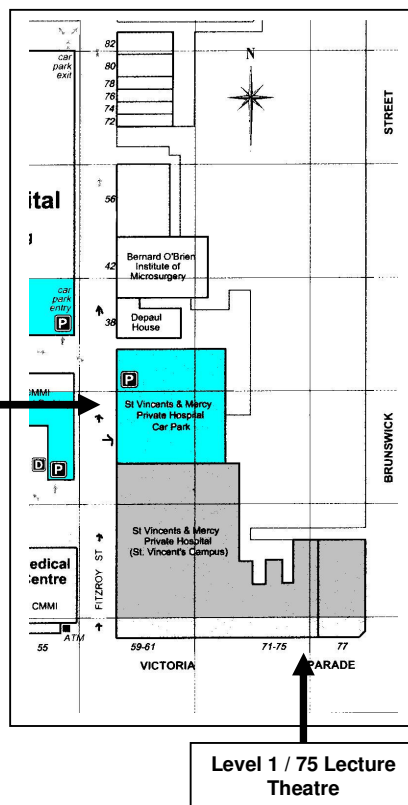 82
car
park
exit
80
78
76
74
72
N
STREET
ital
56
Bernard O'Brien
Institute of
Microsurgery
42
car
park
entry
P
38
Depaul
House
P
St Vincents & Mercy
Private Hospital
Car Park
CMMI
D
P
BRUNSWICK
St Vincents & Mercy
Private Hospital
(St. Vincent's Campus)
FITZROY ST
edical
entre
CMMI
ATM
55
59-61
71-75
77
VICTORIA
PARADE
Level 1 / 75 Lecture
Theatre